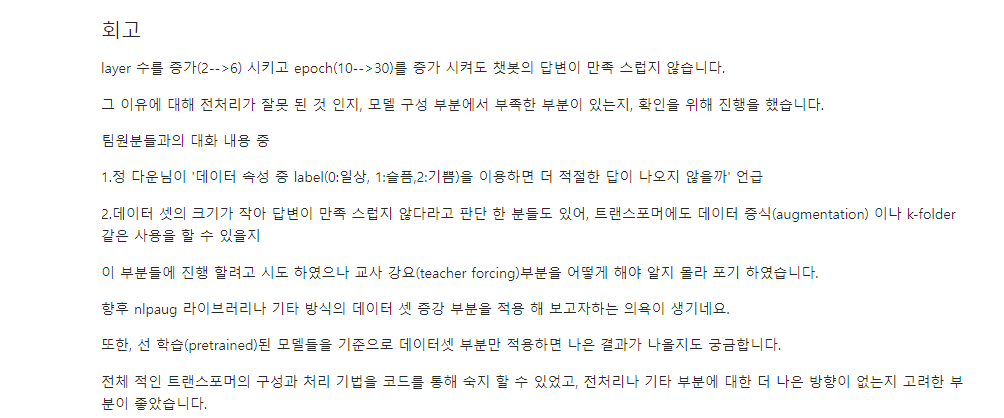 회고
layer 수를 증가(2-->6) 시키고 epoch(10-->30)를 증가 시켜도 챗봇의 답변이 만족 스럽지 않습니다.
그 이유에 대해 전처리가 잘못 된 것 인지, 모델 구성 부분에서 부족한 부분이 있는지, 확인을 위해 진행을 했습니다.
팀원분들과의 대화 내용 중
1.정 다운님이 '데이터 속성 중 label(0:일상, 1:슬픔,2:기쁨)을 이용하면 더 적절한 답이 나오지 않을까' 언급
2.데이터 셋의 크기가 작아 답변이 만족 스럽지 않다라고 판단 한 분들도 있어, 트랜스포머에도 데이터 증식(augmentation) 이나 k-folder
같은 사용을 할 수 있을지
이 부분들에 진행 할려고 시도 하였으나 교사 강요(teacher forcing)부분을 어떻게 해야 알지 몰라 포기 하였습니다.
향후 nlpaug 라이브러리나 기타 방식의 데이터 셋 증강 부분을 적용 해 보고자하는 의욕이 생기네요.
또한, 선 학습(pretrained)된 모델들을 기준으로 데이터셋 부분만 적용하면 나은 결과가 나올지도 궁금합니다.
전체 적인 트랜스포머의 구성과 처리 기법을 코드를 통해 숙지 할 수 있었고, 전처리나 기타 부분에 대한 더 나은 방향이 없는지 고려한 부
분이 좋았습니다.